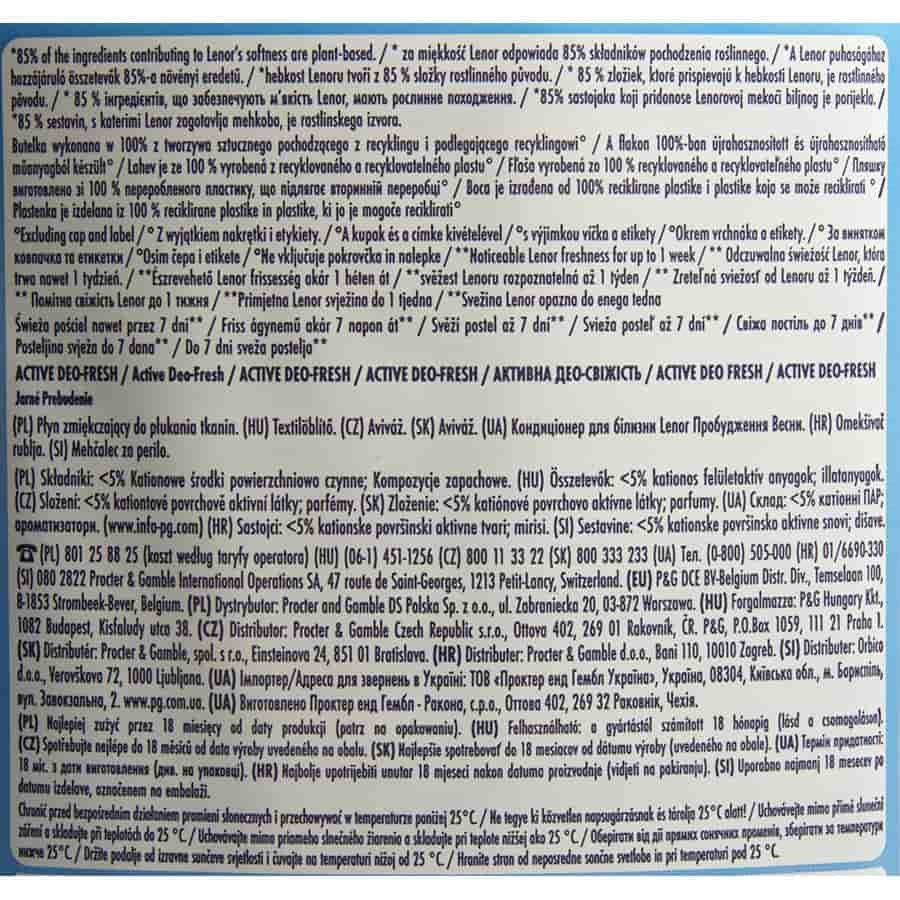 *85% of the ingredients contributing to Lenor's softness are plant-based. / * za miękkość Lenor odpowiada 85% składników pochodzenia roślinnego. / *A Lenor puhaságához
hozzájáruló összetevők 85%-a növényi eredetű. / *hebkost Lenoru tvoří z 85 % složky rostlinného původu. / * 85 % zložiek, ktoré prispievajú k hebkosti Lenoru, je rastlinného
pôvodu. / * 85 % інгредієнтів, що забезпечують м'якість Lenor, мають рослинне походження. / *85% sastojaka koji pridonose Lenorovoj mekoći biljnog je porijekla. /
*85 % sestavin, s katerimi Lenor zagotavlja mehkobo, je rastlinskega izvora.
Butelka wykonana w 100% z tworzywa sztucznego pochodzącego z recyklingu i podlegającego recyklingowi° / A flakon 100%-ban újrahasznosított és újrahasznosítható
műanyagból készült° / Lahev je ze 100 % vyrobená z recyklovaného a recyklovatelného plastu° / Fľaša vyrobená zo 100 % recyklovaného a recyklovateľného plastu° / Пляшку
виготовлено зі 100 % переробленого пластику, що підлягає вторинній переробці° / Boca je izrađena od 100% reciklirane plastike i plastike koja se može reciklirati ° /
Plastenka je izdelana iz 100 % reciklirane plastike in plastike, ki jo je mogoče reciklirati°
°Excluding cap and label / ° Z wyjątkiem nakrętki i etykiety. / °A kupak és a címke kivételével / °s výjimkou víčka a etikety / °Okrem vrchnáka a etikety. / ° За винятком
ковпачка та етикетки / °Osim čepa i etikete / °Ne vključuje pokrovčka in nalepke / **Noticeable Lenor freshness for up to 1 week / ** Odczuwalna świeżość Lenor, która
trwa nawet 1 tydzień. / **Észrevehető Lenor frissesség akár 1 héten át / **svěžest Lenoru rozpoznatelná až 1 týden / ** Zreteľná sviežosť od Lenoru až 1 týždeň. /
** Помітна свіжість Lenor до 1 тижня / **Primjetna Lenor svježina do 1 tjedna / **Svežina Lenor opazna do enega tedna
Świeża pościel nawet przez 7 dni** / Friss ágynemű akár 7 napon át** / Svěží postel až 7 dní** / Svieža posteľ až 7 dní** / Свіжа постіль до 7 днів** /
Posteljina svježa do 7 dana** / Do 7 dni sveža postelja**
ACTIVE DEO-FRESH / Active Deo-Fresh / ACTIVE DEO-FRESH / ACTIVE DEO-FRESH / АКТИВНА ДЕО-СВІЖІСТЬ / ACTIVE DEO FRESH / ACTIVE DEO-FRESH
Jarné Prebudenie
(PL) Płyn zmiękczający do płukania tkanin. (HU) Textilöblítő. (CZ) Aviváž. (SK) Aviváž. (UA) Кондиціонер для білизни Lenor Пробудження Весни. (HR) Omekšivač
rublja. (SI) Mehčalec za perilo.
(PL) Składniki: <5% Kationowe środki powierzchniowo czynne; Kompozycje zapachowe. (HU) Összetevők: <5% kationos felületaktív anyagok; illatanyagok.
(CZ) Složení: <5% kationtové povrchově aktivní látky; parfémy. (SK) Zloženie: <5% katiónové povrchovo aktívne látky; parfumy. (UA) Склад: <5% катіонні ПАР;
ароматизатори. (www.info-pg.com) (HR) Sastojci: <5% kationske površinski aktivne tvari; mirisi. (SI) Sestavine: <5% kationske površinsko aktivne snovi; dišave.
☎(PL) 801 25 88 25 (koszt według taryfy operatora) (HU) (06-1) 451-1256 (CZ) 800 11 33 22 (SK) 800 333 233 (UA) Тел. (0-800) 505-000 (HR) 01/6690-330
(SI) 080 2822 Procter & Gamble International Operations SA, 47 route de Saint-Georges, 1213 Petit-Lancy, Switzerland. (EU) P&G DCE BV-Belgium Distr. Div., Temselaan 100,
B-1853 Strombeek-Bever, Belgium. (PL) Dystrybutor: Procter and Gamble DS Polska Sp. z o.o., ul. Zabraniecka 20, 03-872 Warszawa. (HU) Forgalmazza: P&G Hungary Kkt.,
1082 Budapest, Kisfaludy utca 38. (CZ) Distributor: Procter & Gamble Czech Republic s.r.o., Ottova 402, 269 01 Rakovník, ČR. P&G, P.O.Box 1059, 111 21 Praha 1.
(SK) Distribútér: Procter & Gamble, spol. s r.o., Einsteinova 24, 851 01 Bratislava. (HR) Distributer: Procter & Gamble d.o.o., Bani 110, 10010 Zagreb. (SI) Distributer: Orbico
d.o.o., Verovškova 72, 1000 Ljubljana. (UA) Імпортер/Адреса для звернень в Україні: ТОВ «Проктер енд Гембл Україна», Україна, 08304, Київська обл., м. Бориспіль,
вул. Завокзальна, 2. www.pg.com.ua. (UA) Виготовлено Проктер енд Гембл - Ракона, с.р.о., Оттова 402, 269 32 Раковнік, Чехія.
(PL) Najlepiej zużyć przez 18 miesięcy od daty produkcji (patrz na opakowaniu). (HU) Felhasználható: a gyártástól számított 18 hónapig (lásd a csomagoláson).
(CZ) Spotřebujte nejlépe do 18 měsíců od data výroby uvedeného na obalu. (SK) Najlepšie spotrebovať do 18 mesiacov od dátumu výroby (uvedeného na obale). (UA) Термін придатності:
18 міс. з дати виготовлення (див. на упаковці). (HR) Najbolje upotrijebiti unutar 18 mjeseci nakon datuma proizvodnje (vidjeti na pakiranju). (SI) Uporabno najmanj 18 mesecev po
datumu izdelave, označenem na embalaži.
Chronić przed bezpośrednim działaniem promieni słonecznych i przechowywać w temperaturze poniżej 25°C / Ne tegye ki közvetlen napsugárzásnak és tárolja 25°C alatt! / Uchovávejte mimo přímé sluneční
záření a skladujte při teplotách do 25 °C. / Uchovávajte mimo priameho slnečného žiarenia a skladujte pri teplote nižšej ako 25 °C. / Оберігати від дії прямих сонячних променів, зберігати за температури
нижче 25°C / Držite podalje od izravne sunčeve svjetlosti i čuvajte na temperaturi nižoj od 25°C. / Hranite stran od neposredne sončne svetlobe in pri temperaturi pod 25 °C.